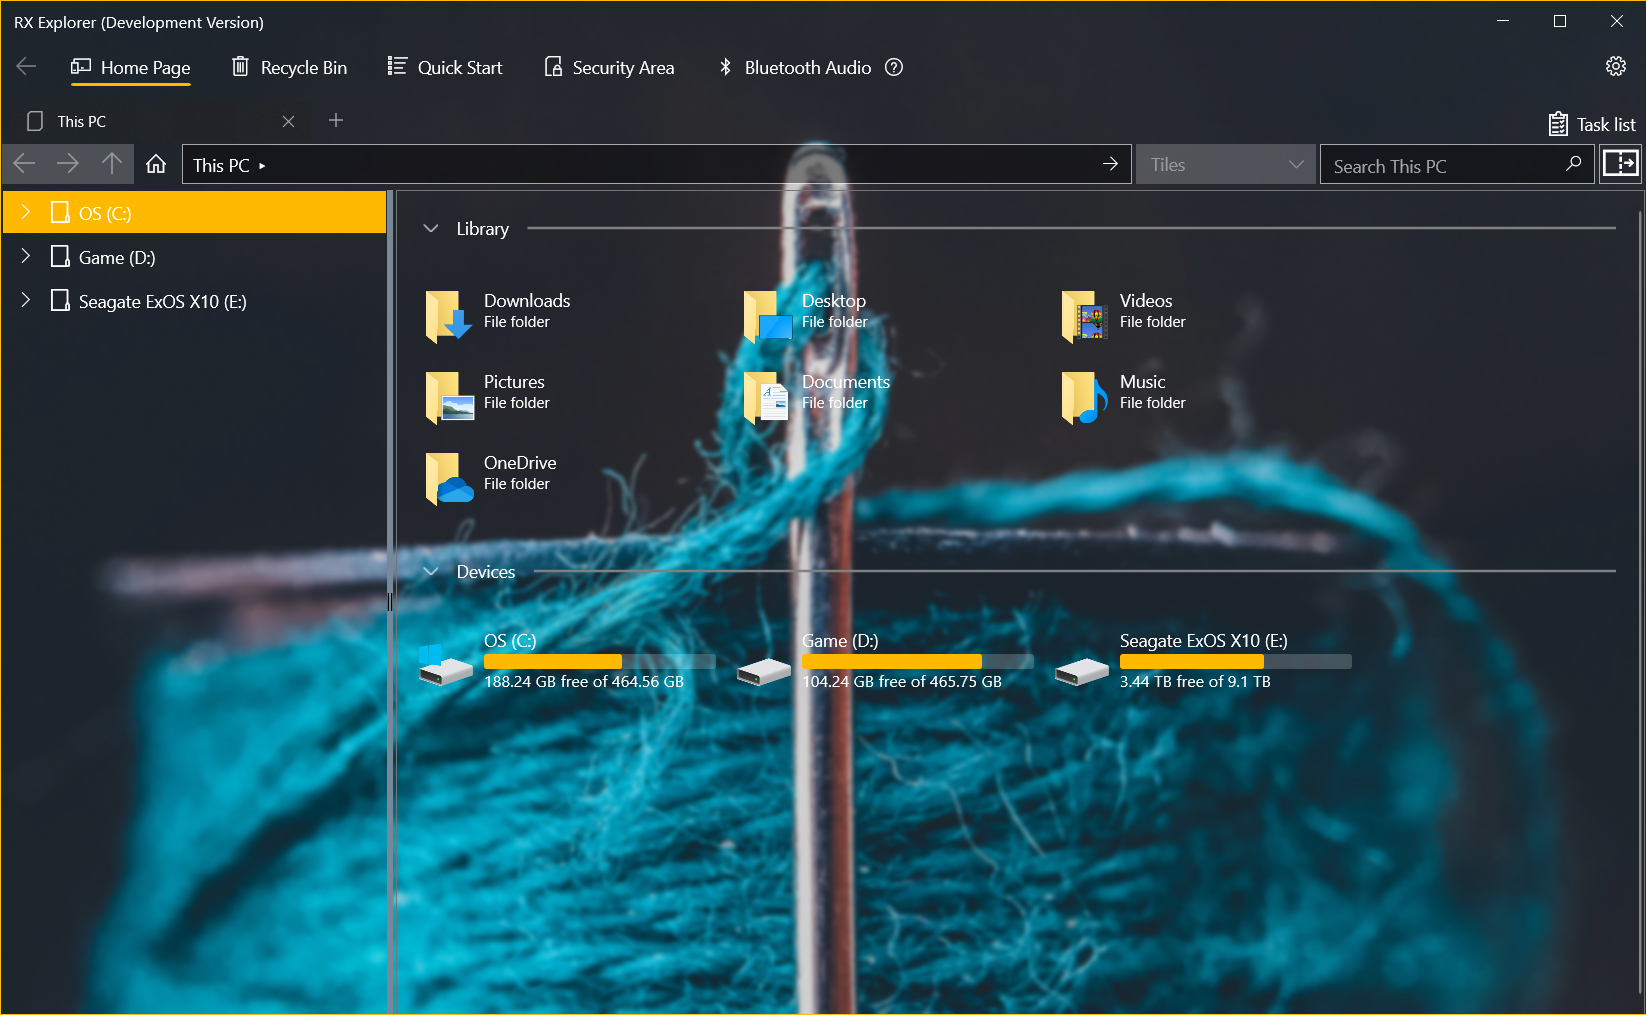 RX Explorer (Development Version)
Home Page
Recycle Bin
Quick Start
Security Area
Bluetooth Audio
This PC
Task list
This PC
Tiles
Search This PC
OS (C:)
Game (D:)
Seagate ExOS X10 (E:)
Library
Downloads
File folder
Desktop
File folder
Videos
File folder
Pictures
File folder
Documents
File folder
Music
File folder
OneDrive
File folder
Devices
OS (C:)
188.24 GB free of 464.56 GB
Game (D:)
104.24 GB free of 465.75 GB
Seagate ExOS X10 (E:)
3.44 TB free of 9.1 TB